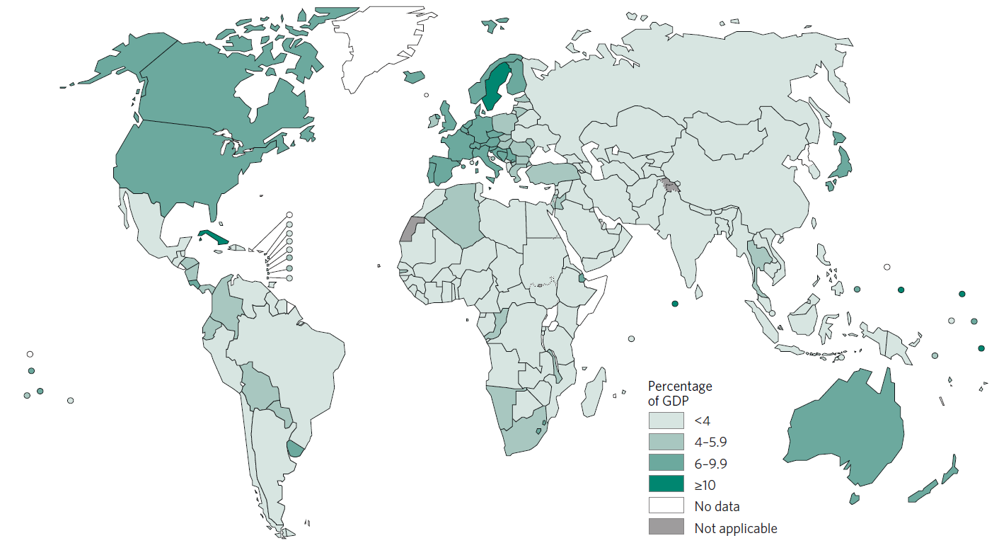 Percentage
of GDP
<4
4–5.9
6–9.9
≥10
No data
Not applicable